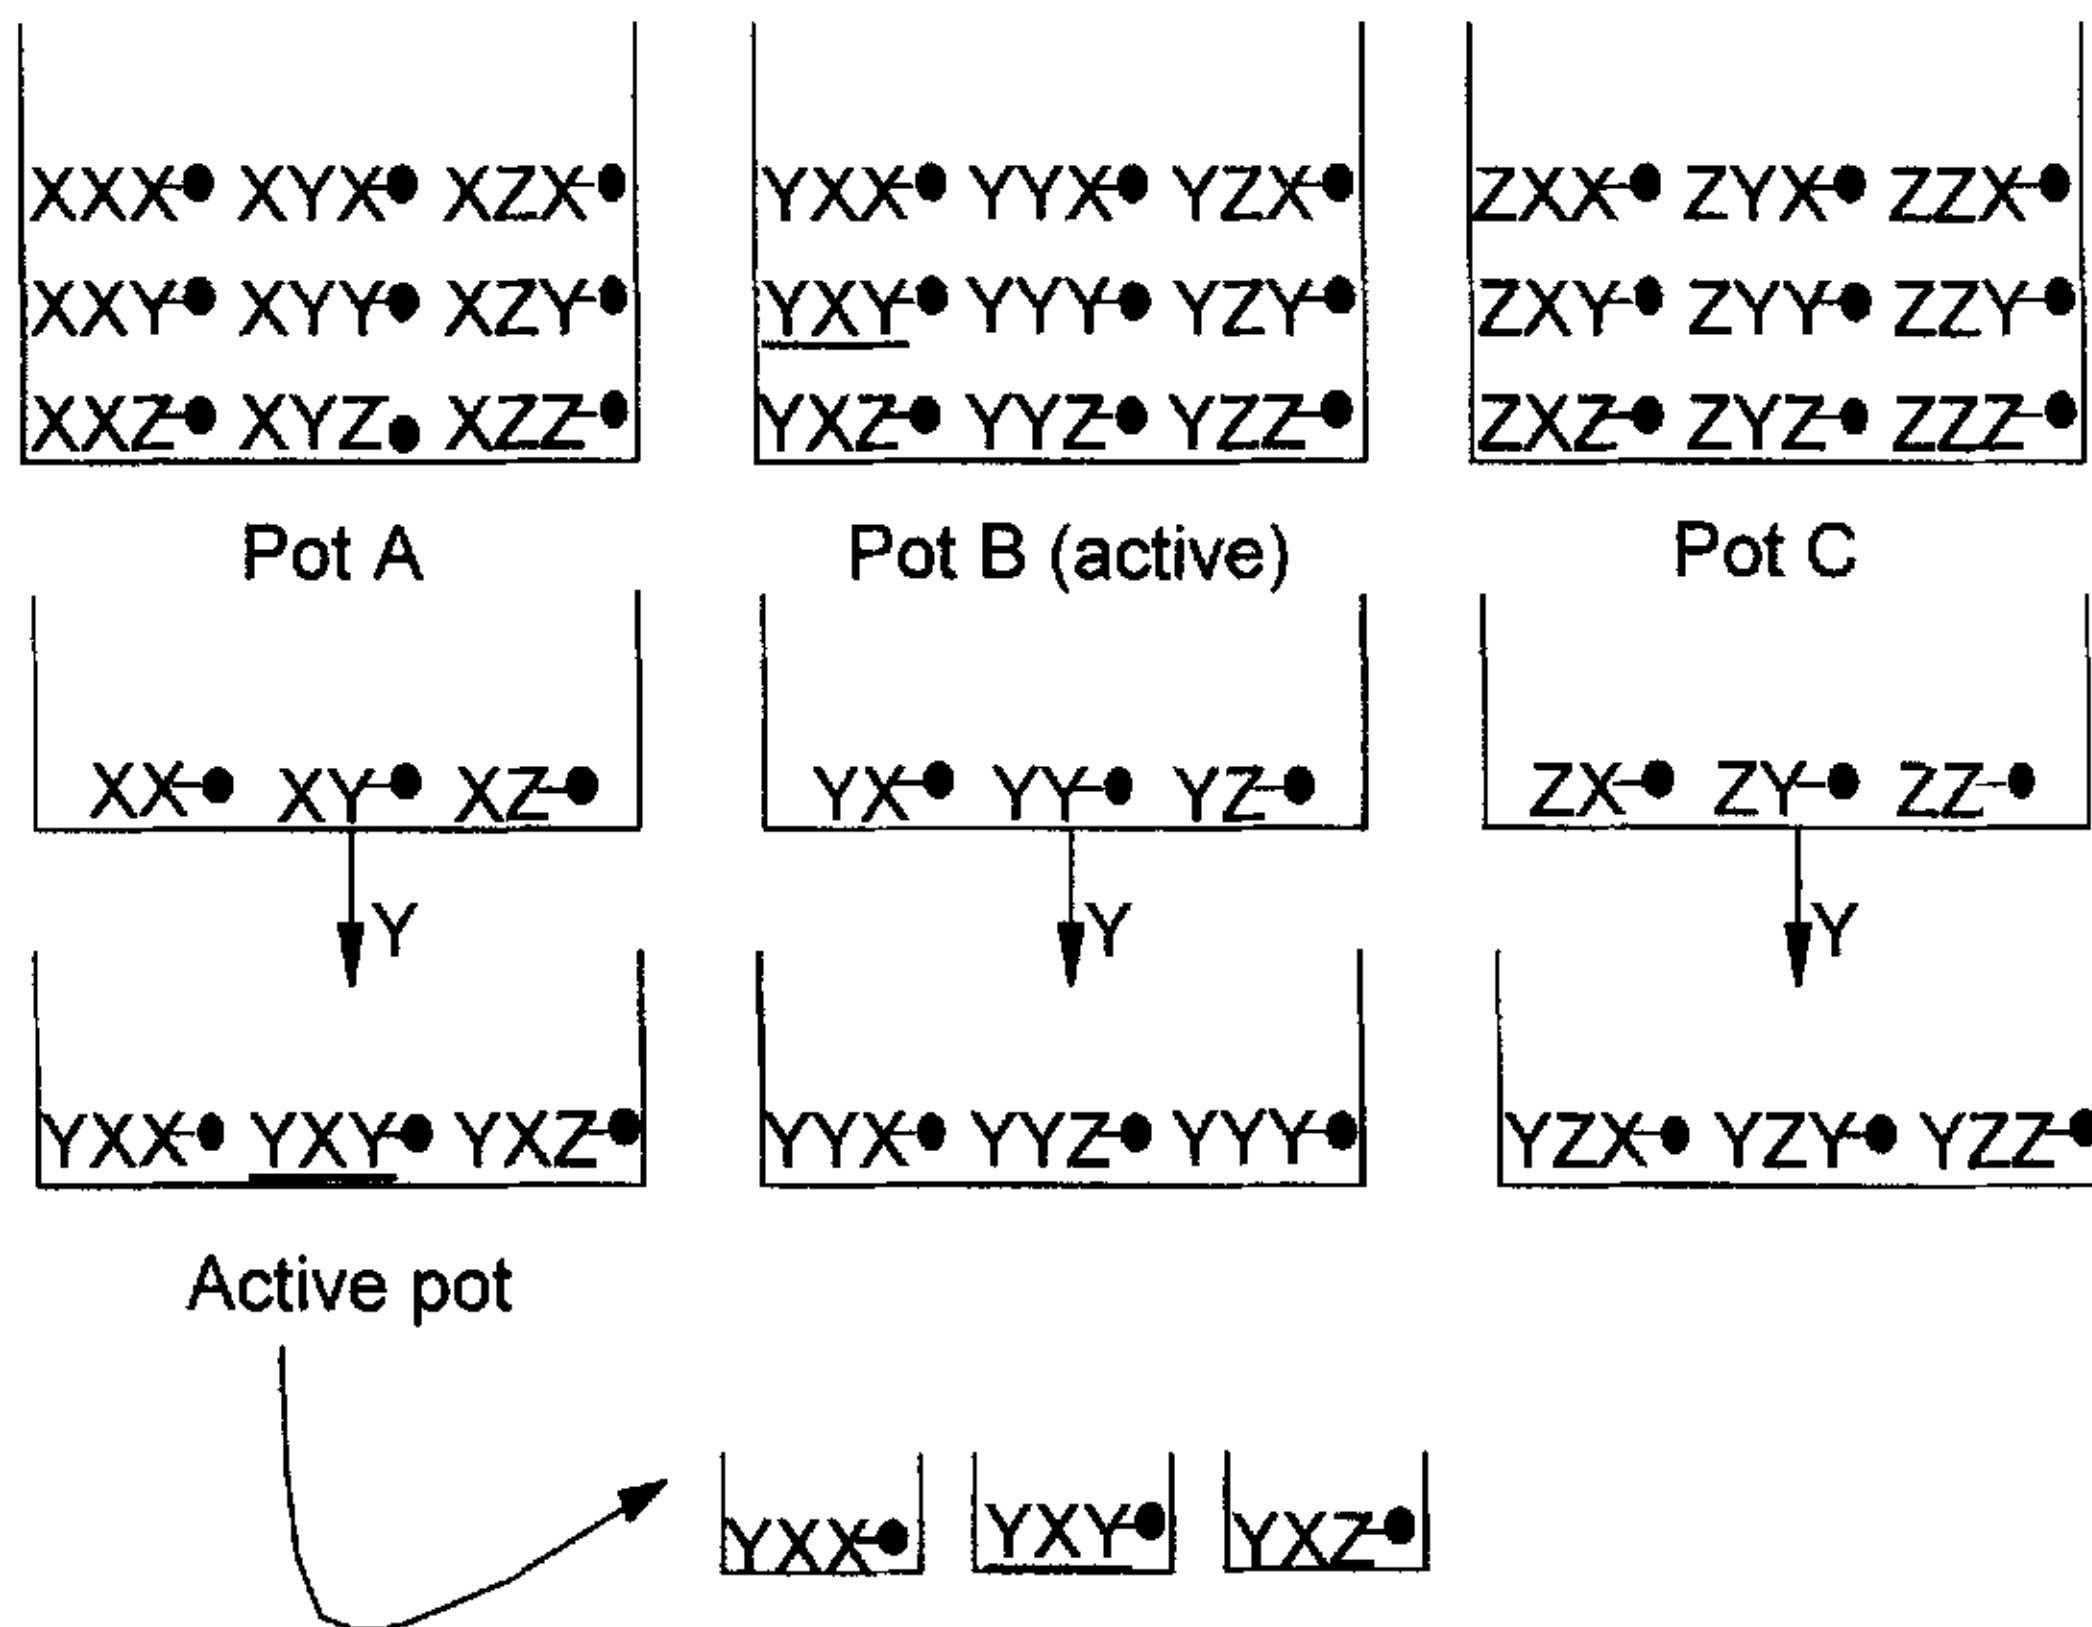 XXX XYX XZX YXX YYX YZX ZXX ZYX ZZX
XXY XYY XZY YXY YYY YZY ZXY ZYY ZZY
XXZ XYZ XZZ YXZ YYZ YZZ ZXZ ZYZ ZZZ
Pot A Pot B (active) Pot C
XX XY XZ YX YY YZ ZX ZY ZZ
Y Y Y
YXX YXY YXZ YYX YYZ YYY YZX YZY YZZ
Active pot
YXX YXY YXZ